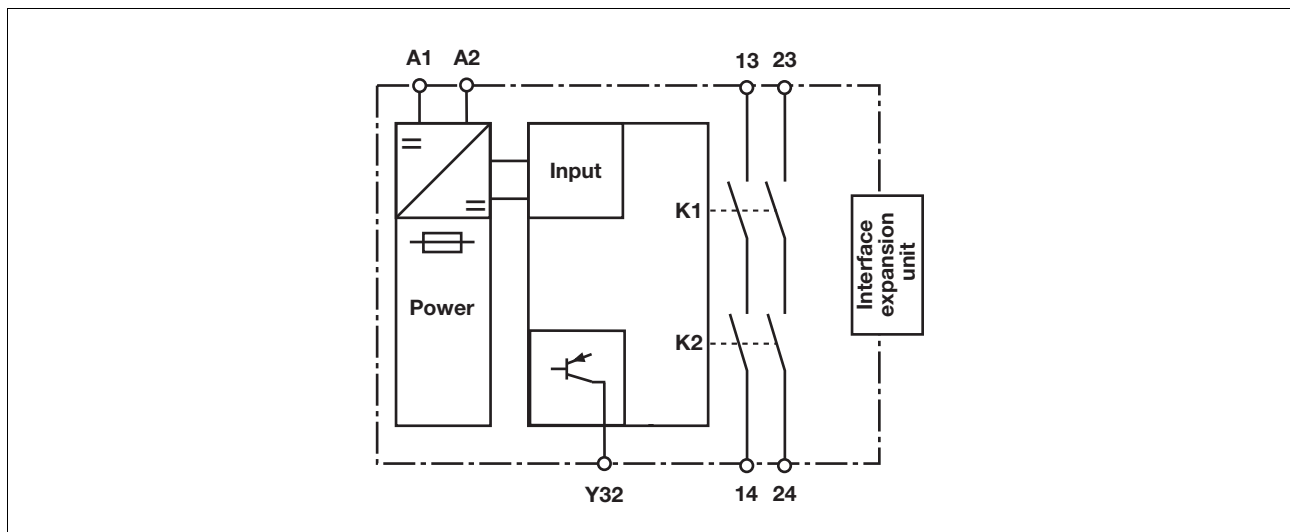 A1 A2 13 23
Input
K1
Power
K2
Interface
expansion
unit
Y32 14 24